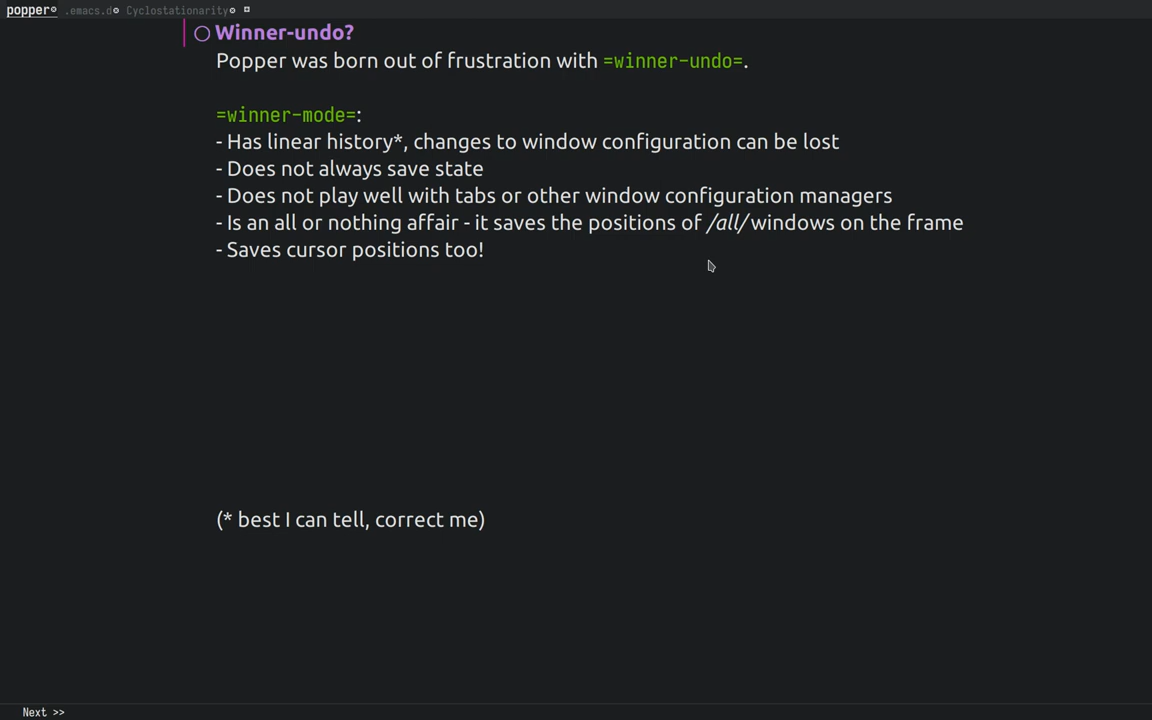 popper .emacs.d Cyclostationarity
Winner-undo?
Popper was born out of frustration with =winner-undo=.
=winner-mode=:
- Has linear history*, changes to window configuration can be lost
- Does not always save state
- Does not play well with tabs or other window configuration managers
- Is an all or nothing affair - it saves the positions of /all/ windows on the frame
- Saves cursor positions too!
(* best I can tell, correct me)
Next >>